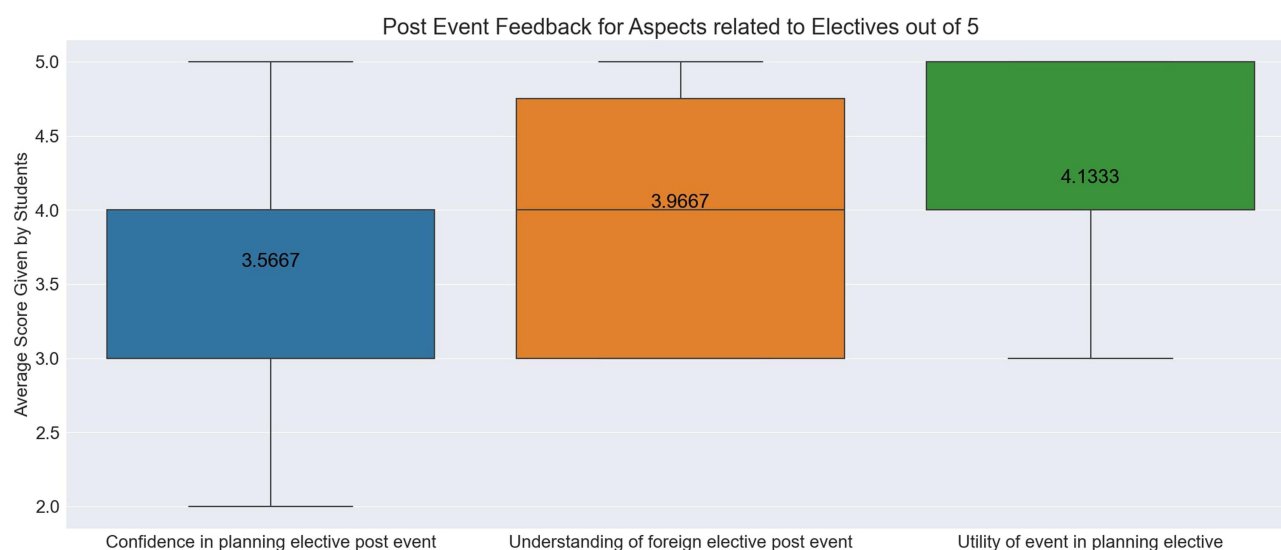 Post Event Feedback for Aspects related to Electives out of 5
Average Score Given by Students
5.0
4.5
4.0
3.5
3.0
2.5
2.0
3.5667
3.9667
4.1333
Confidence in planning elective post event
Understanding of foreign elective post event
Utility of event in planning elective